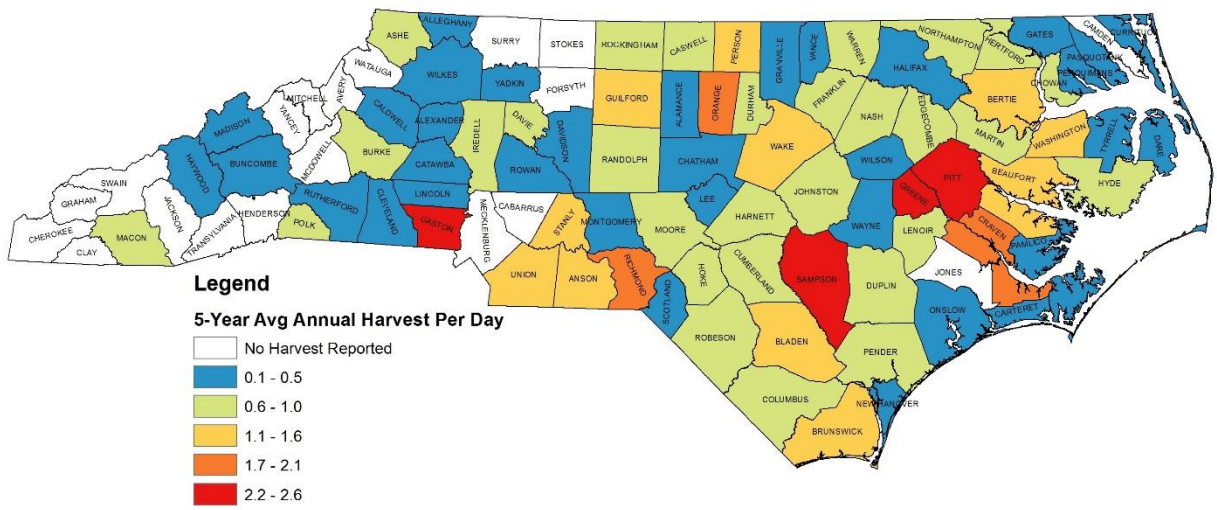 ALLEGHANY
ASHE
SURRY
STOKES
ROCKINGHAM
CASWELL
PERSON
GRANVILLE
VANCE
WARREN
NORTHAMPTON
HERTFORD
GATES
CAMDEN
CURRITUCK
PASQUOTANK
PERQUIMANS
CHOWAN
WATAUGA
WILKES
YADKIN
FORSYTH
GUILFORD
ALAMANCE
ORANGE
DURHAM
FRANKLIN
HALIFAX
BERTIE
MITCHELL
AVERY
YANCEY
CALDWELL
ALEXANDER
IREDELL
DAVIE
DAVIDSON
RANDOLPH
CHATHAM
WAKE
NASH
EDGECOMBE
MARTIN
WASHINGTON
TYRRELL
DARE
MADISON
BUNCOMBE
MCDOWELL
BURKE
CATAWBA
ROWAN
WILSON
PITT
BEAUFORT
HYDE
HAYWOOD
SWAIN
GRAHAM
RUTHERFORD
LINCOLN
CLEVELAND
GASTON
MECKLENBURG
CABARRUS
STANLY
MONTGOMERY
MOORE
LEE
HARNETT
JOHNSTON
WAYNE
GREENE
LENOIR
CRAVEN
PAMLICO
CHEROKEE
CLAY
MACON
JACKSON
TRANSYLVANIA
HENDERSON
POLK
UNION
ANSON
RICHMOND
SCOTLAND
HOKE
CUMBERLAND
SAMPSON
DUPLIN
JONES
ONSLOW
CARTERET
ROBESON
BLADEN
PENDER
COLUMBUS
NEW HANOVER
BRUNSWICK
Legend
5-Year Avg Annual Harvest Per Day
No Harvest Reported
0.1 - 0.5
0.6 - 1.0
1.1 - 1.6
1.7 - 2.1
2.2 - 2.6